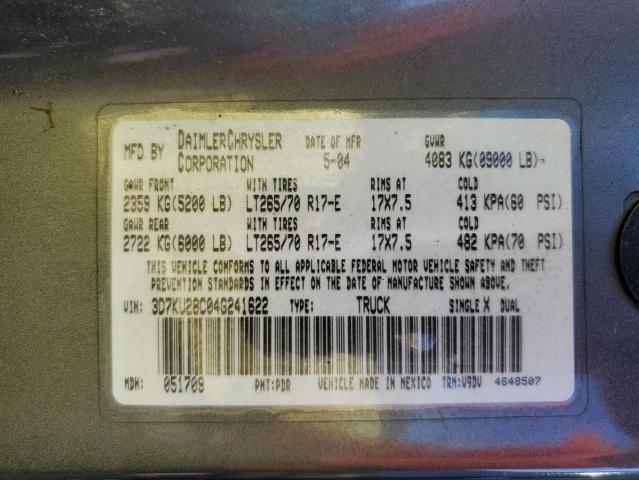 MFD BY DAIMLERCHRYSLER CORPORATION DATE OF MFR 5-04 GVWR 4083 KG(09000 LB)
GAWR FRONT WITH TIRES RIMS AT COLD
2359 KG(5200 LB) LT265/70 R17-E 17X7.5 413 KPA(60 PSI)
GAWR REAR WITH TIRES RIMS AT COLD
2722 KG(6000 LB) LT265/70 R17-E 17X7.5 482 KPA(70 PSI)
THIS VEHICLE CONFORMS TO ALL APPLICABLE FEDERAL MOTOR VEHICLE SAFETY AND THEFT
PREVENTION STANDARDS IN EFFECT ON THE DATE OF MANUFACTURE SHOWN ABOVE.
VIN: 3D7KU28C04G241622 TYPE: TRUCK SINGLE X DUAL
MDH: 051709 PNT:PDR VEHICLE MADE IN MEXICO TRM:V9DV 4648507